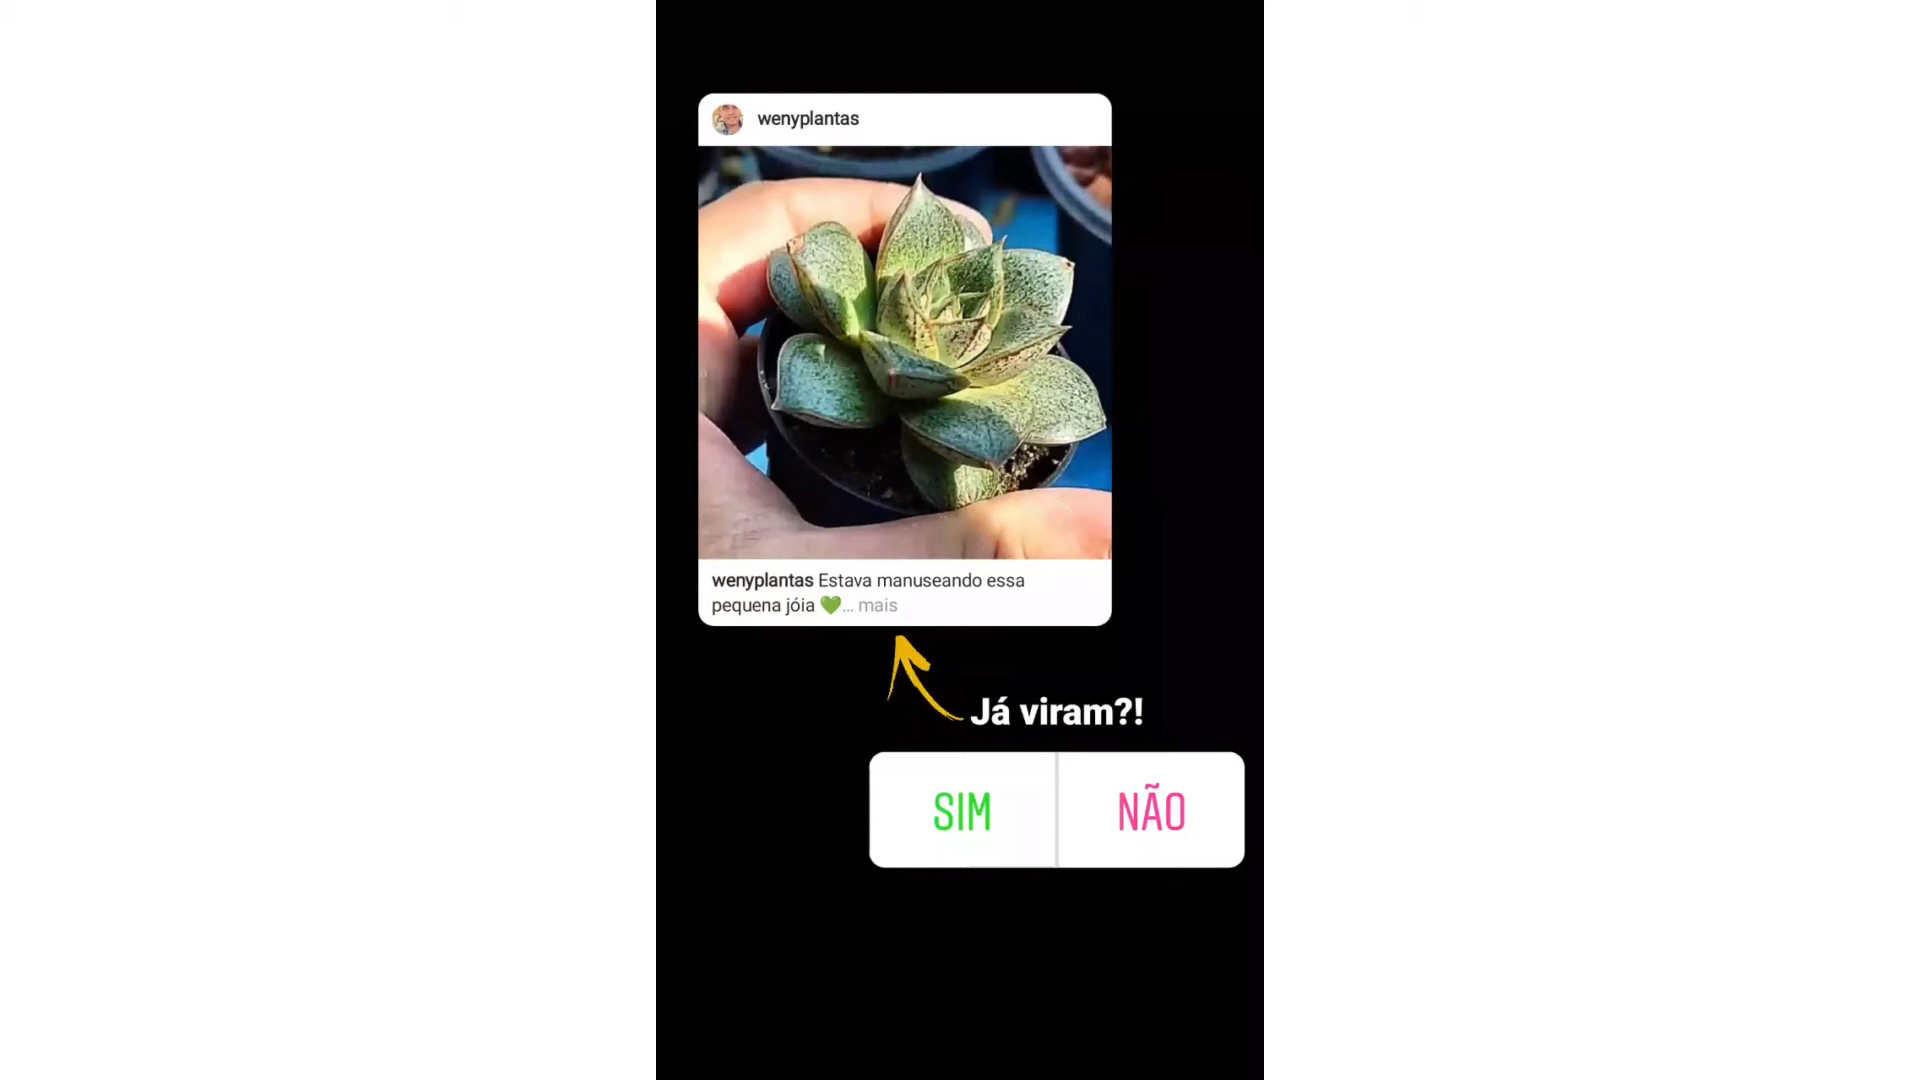 wenyplantas
wenyplantas Estava manuseando essa
pequena jóia 💚... mais
Já viram?!
SIM
NÃO